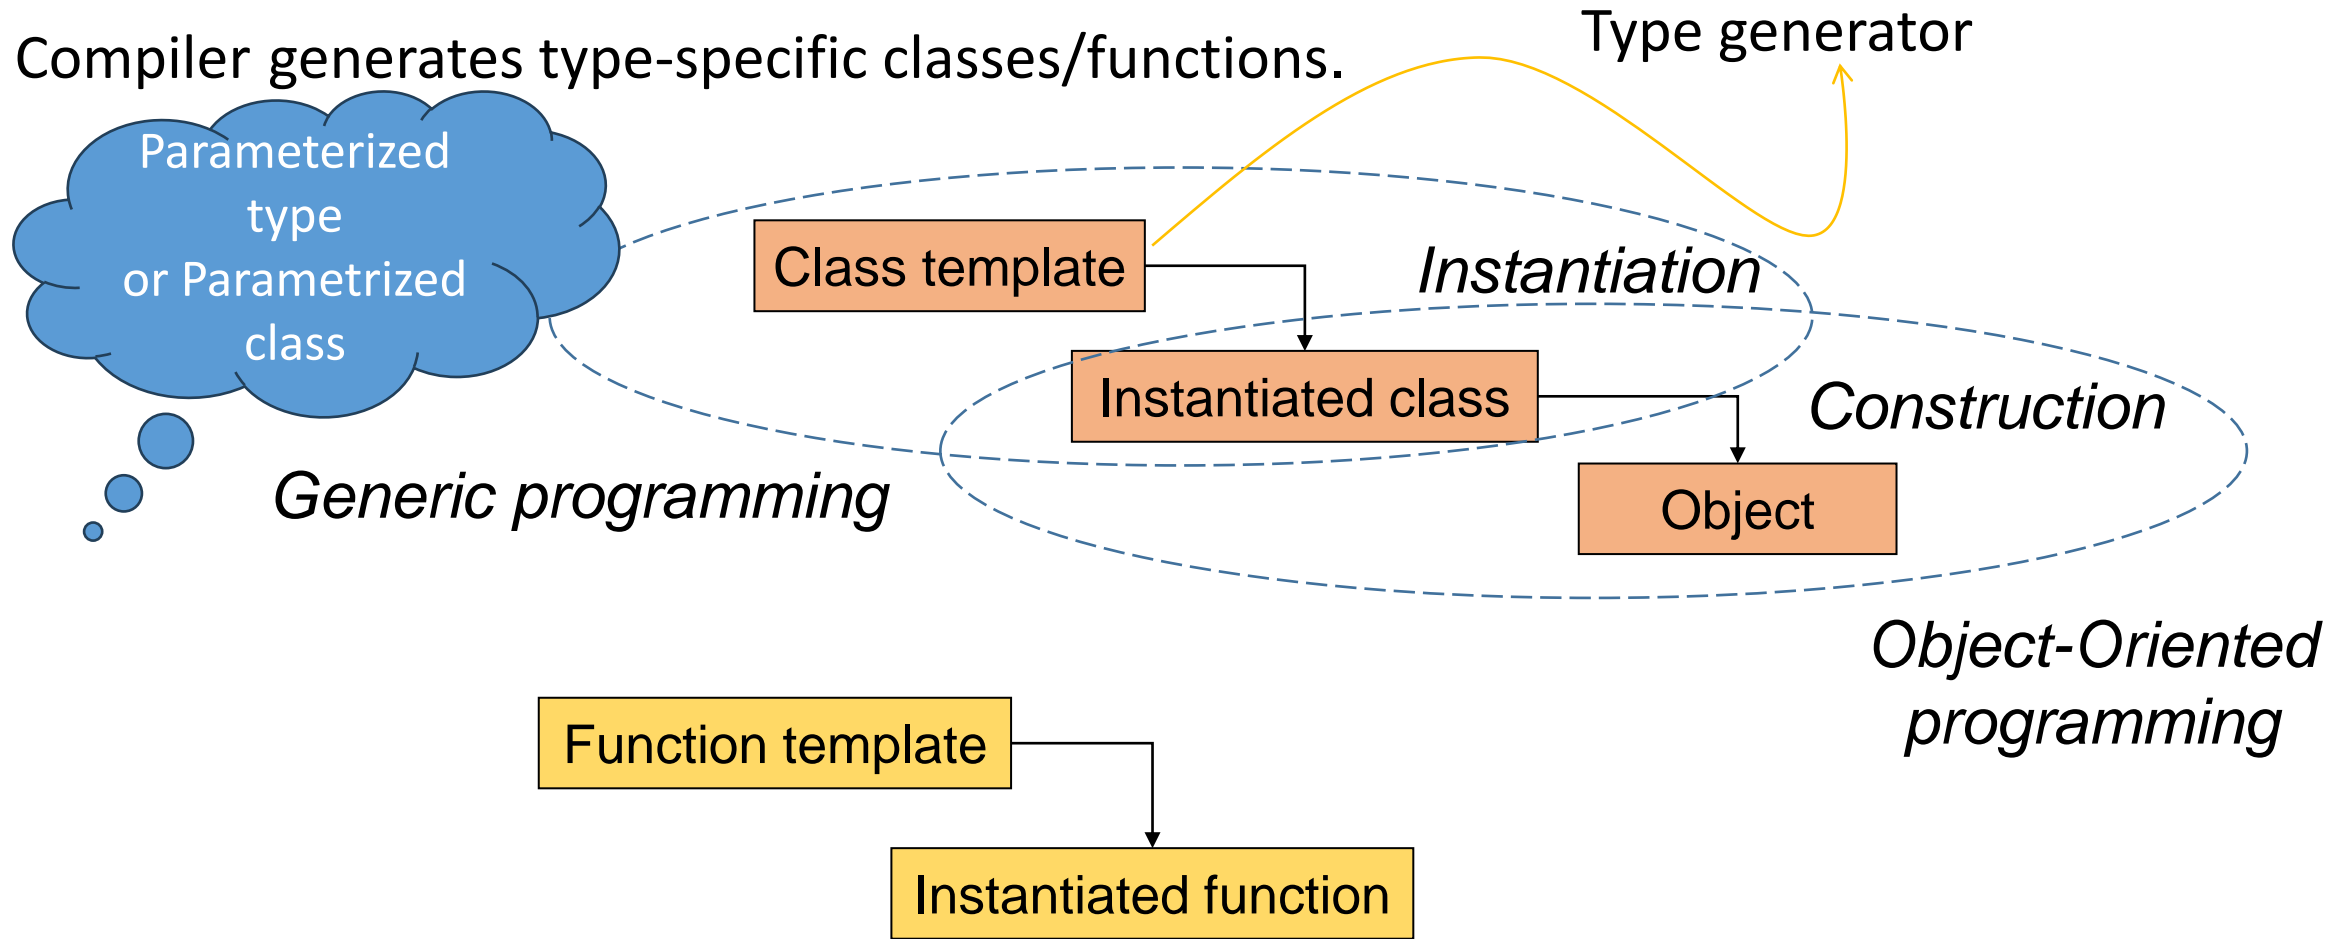 Type generator
Compiler generates type-specific classes/functions.
Parameterized
type
or Parametrized
class
Class template
Instantiation
Instantiated class
Construction
Generic programming
Object
Object-Oriented
programming
Function template
Instantiated function